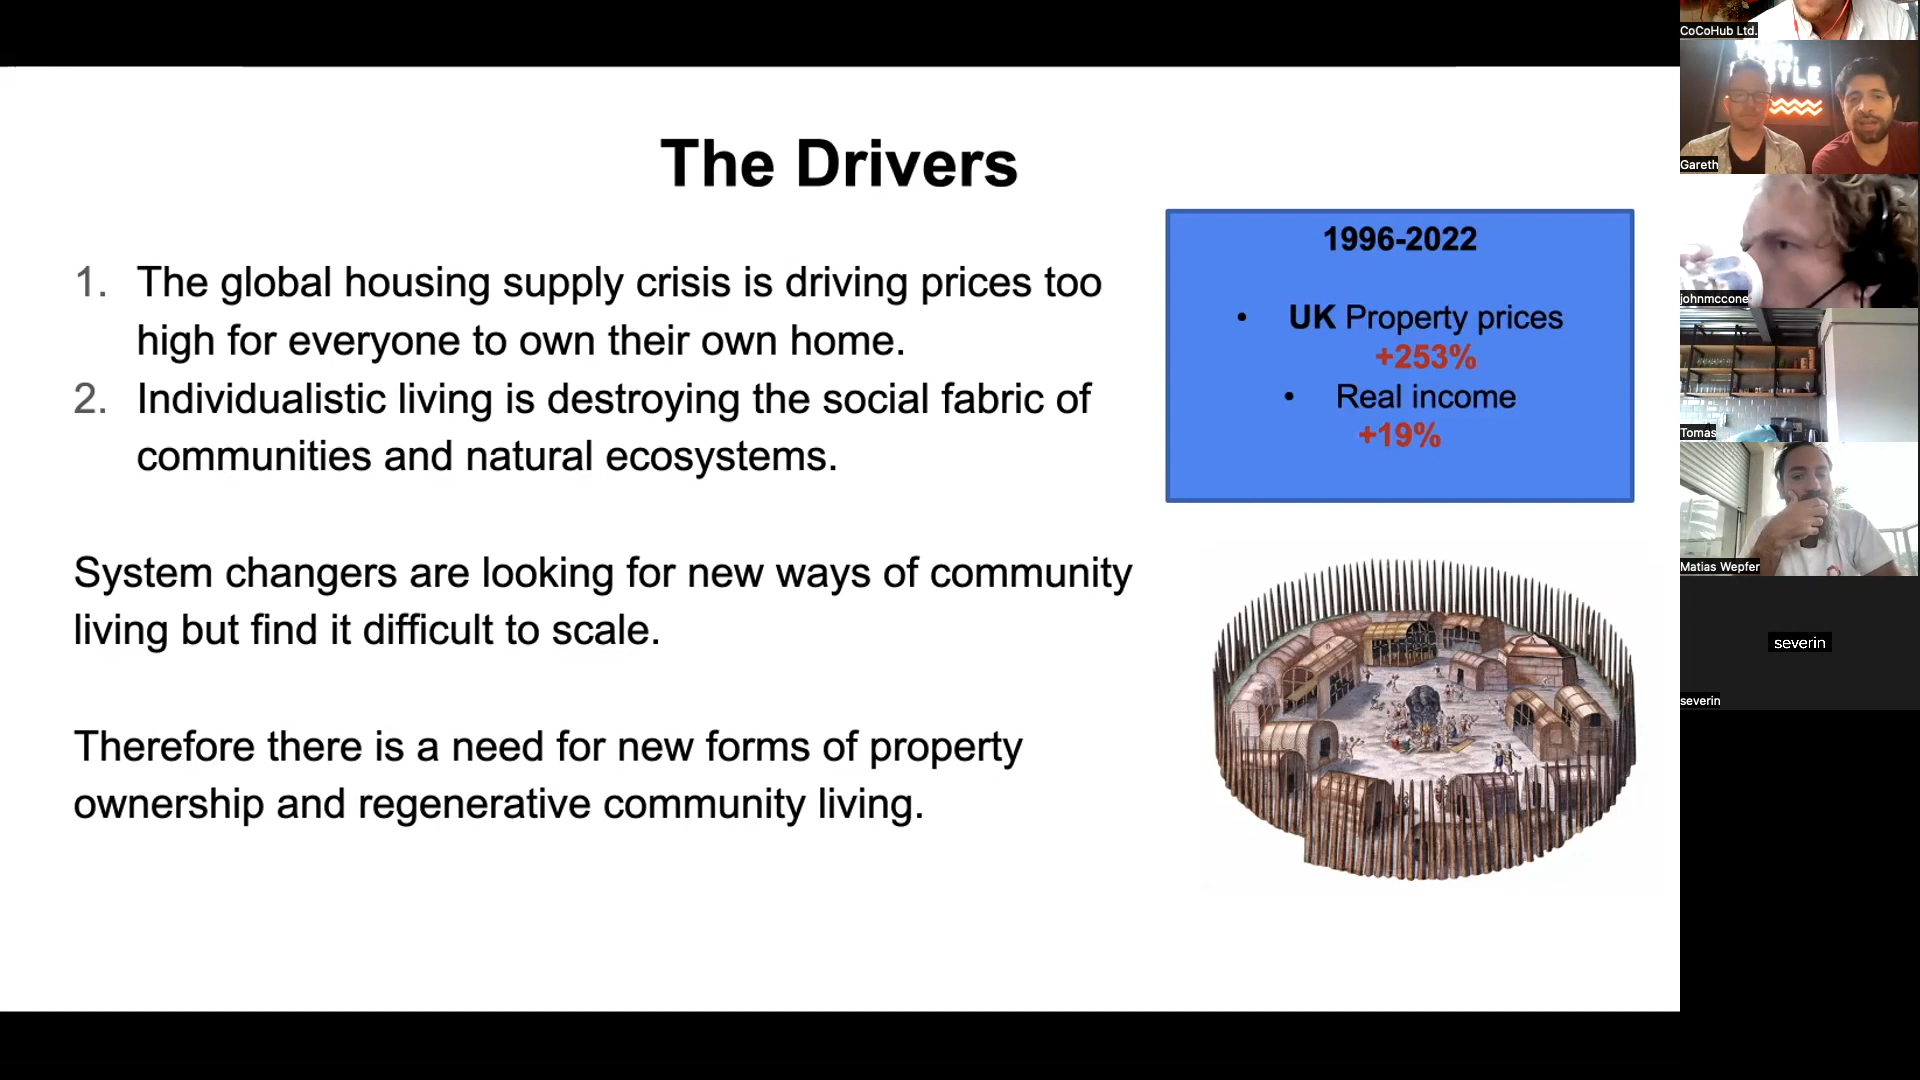 The Drivers
1. The global housing supply crisis is driving prices too
high for everyone to own their own home.
2. Individualistic living is destroying the social fabric of
communities and natural ecosystems.
System changers are looking for new ways of community
living but find it difficult to scale.
Therefore there is a need for new forms of property
ownership and regenerative community living.
1996-2022
• UK Property prices
+253%
• Real income
+19%
CoCoHub Ltd.
Gareth
johnmccone
Tomas
Matias Wepfer
severin
severin